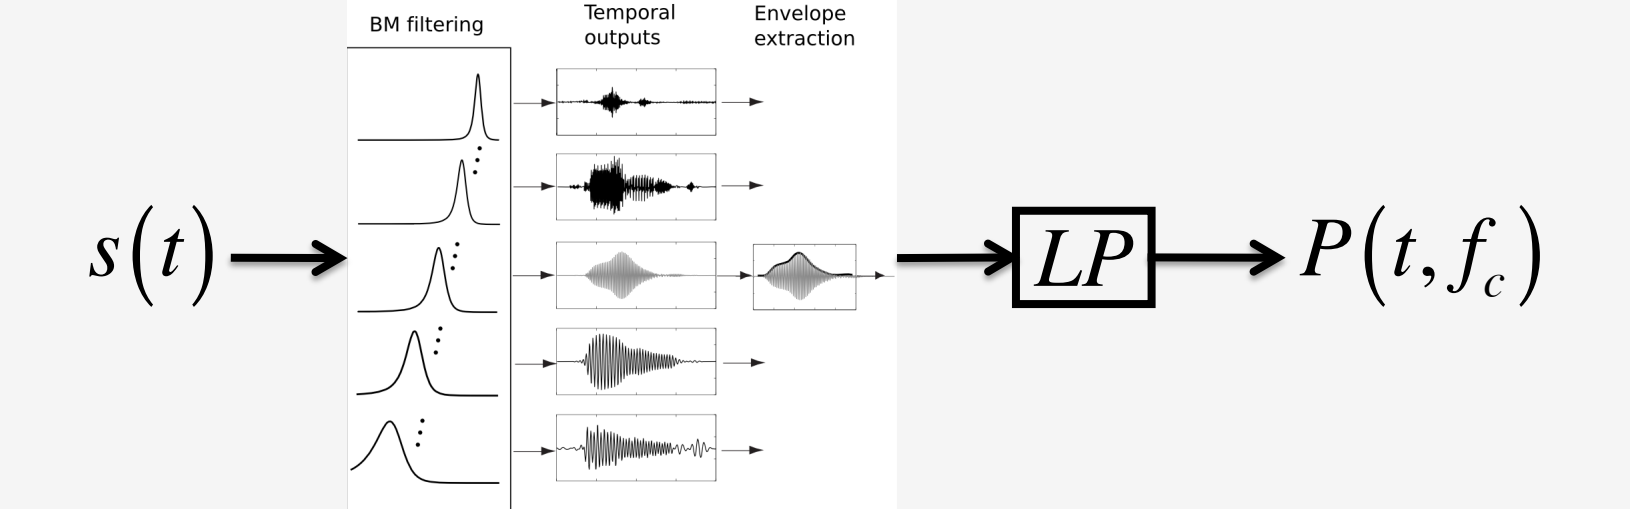 BM filtering
Temporal
outputs
Envelope
extraction
s(t)
LP
P(t, f_c)